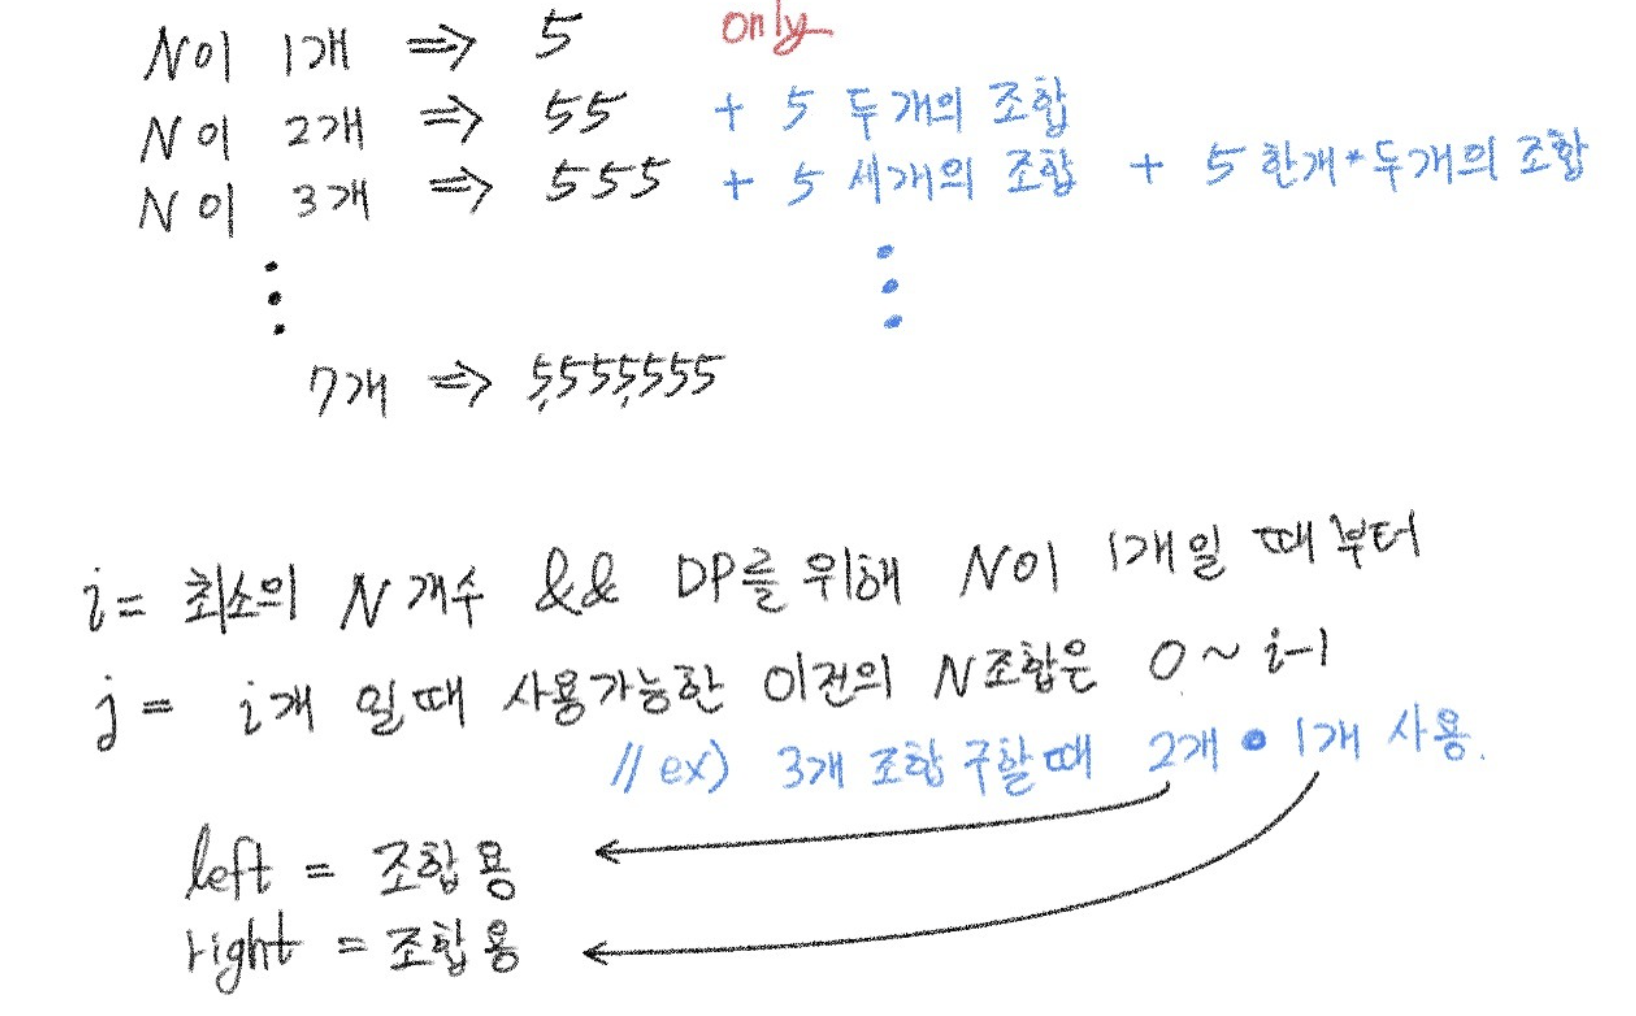 N이 1개 ⇒ 5 only
N이 2개 ⇒ 55 + 5 두개의 조합
N이 3개 ⇒ 555 + 5 세개의 조합 + 5 한개*두개의 조합
7개 ⇒ 5,555,555
i = 최소의 N 개수 && DP를 위해 N이 1개일 때부터
j = i개 일때 사용가능한 이전의 N조합은 0 ~ i-1
// ex) 3개 조합 구할때 2개 • 1개 사용.
left = 조합용
right = 조합용